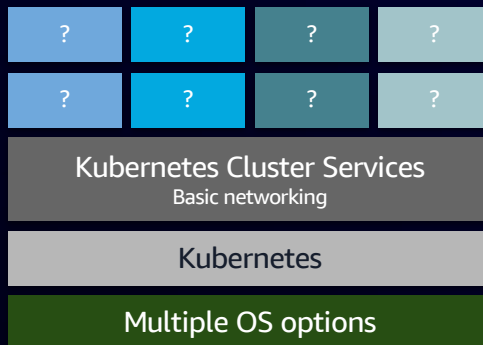 ? ? ? ?
? ? ? ?
Kubernetes Cluster Services
Basic networking
Kubernetes
Multiple OS options